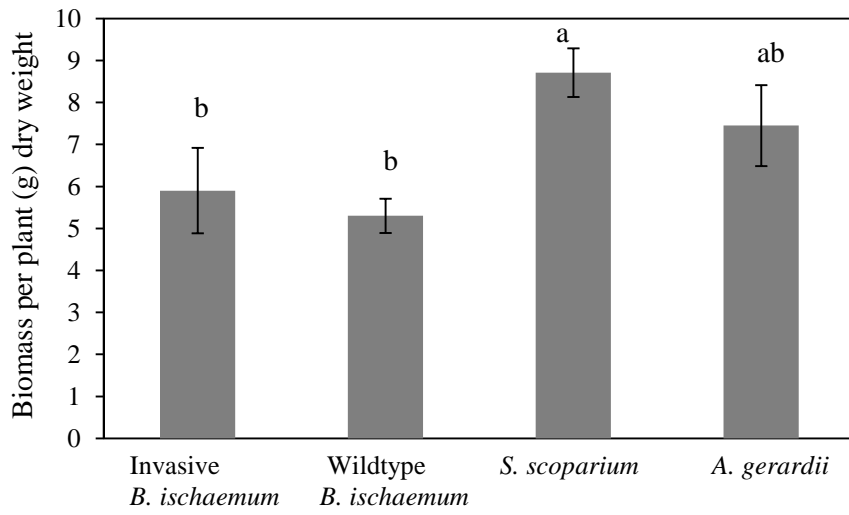 Biomass per plant (g) dry weight
10
9
8
7
6
5
4
3
2
1
0
b
b
a
ab
Invasive
B. ischaemum
Wildtype
B. ischaemum
S. scoparium
A. gerardii